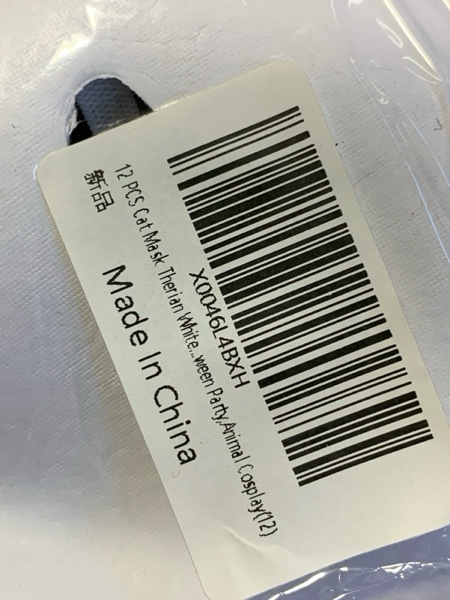 X0046L4BXH
12 PCS Cat Mask Therian White...ween Party,Animal Cosplay(12)
新品
Made In China